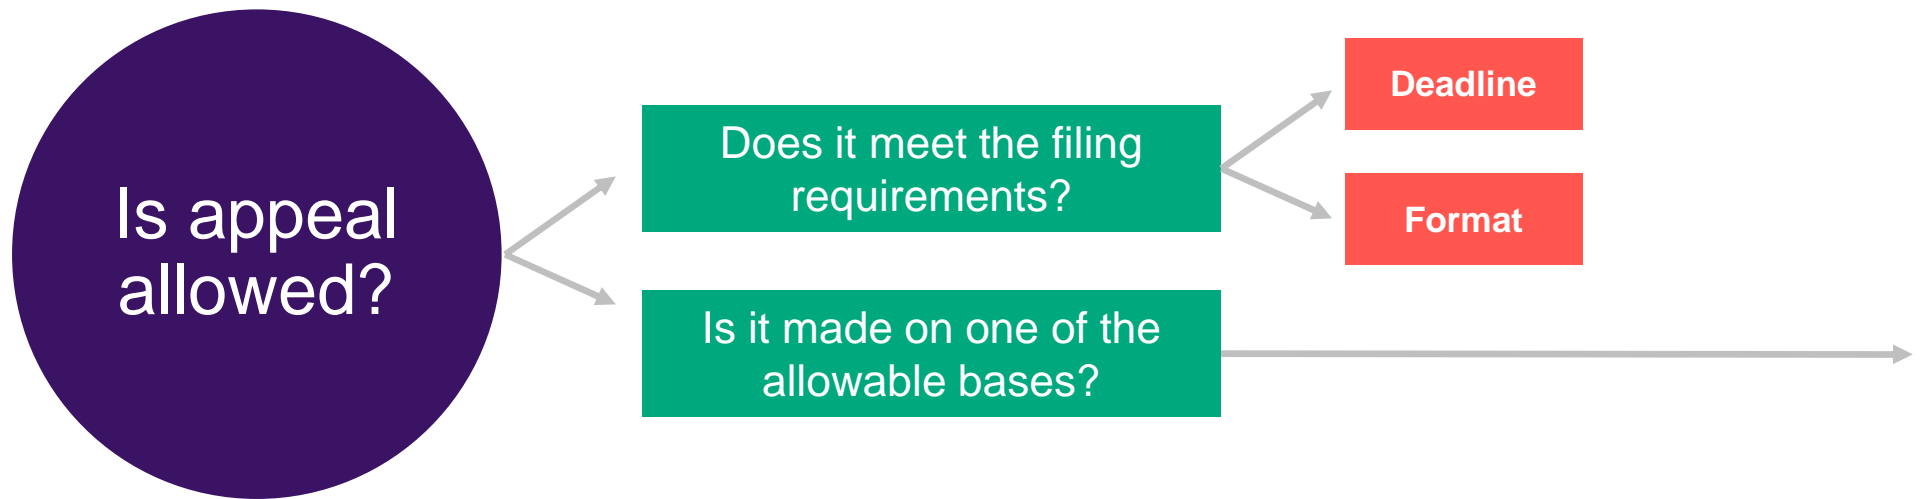 Is appeal
allowed?
Does it meet the filing
requirements?
Deadline
Format
Is it made on one of the
allowable bases?